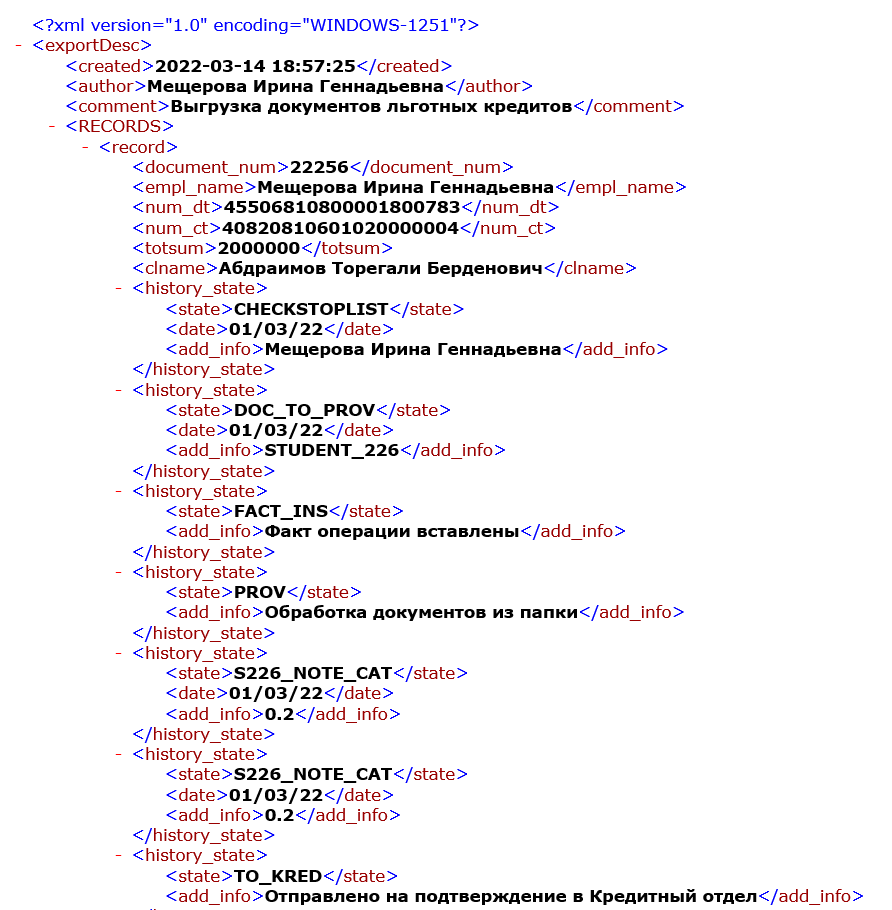 <?xml version="1.0" encoding="WINDOWS-1251"?>
- <exportDesc>
<created>2022-03-14 18:57:25</created>
<author>Мещерова Ирина Геннадьевна</author>
<comment>Выгрузка документов льготных кредитов</comment>
- <RECORDS>
- <record>
<document_num>22256</document_num>
<empl_name>Мещерова Ирина Геннадьевна</empl_name>
<num_dt>45506810800001800783</num_dt>
<num_ct>40820810601020000004</num_ct>
<totsum>2000000</totsum>
<clname>Абдраимов Торегали Берденович</clname>
- <history_state>
<state>CHECKSTOPLIST</state>
<date>01/03/22</date>
<add_info>Мещерова Ирина Геннадьевна</add_info>
</history_state>
- <history_state>
<state>DOC_TO_PROV</state>
<date>01/03/22</date>
<add_info>STUDENT_226</add_info>
</history_state>
- <history_state>
<state>FACT_INS</state>
<add_info>Факт операции вставлены</add_info>
</history_state>
- <history_state>
<state>PROV</state>
<add_info>Обработка документов из папки</add_info>
</history_state>
- <history_state>
<state>S226_NOTE_CAT</state>
<date>01/03/22</date>
<add_info>0.2</add_info>
</history_state>
- <history_state>
<state>S226_NOTE_CAT</state>
<date>01/03/22</date>
<add_info>0.2</add_info>
</history_state>
- <history_state>
<state>TO_KRED</state>
<add_info>Отправлено на подтверждение в Кредитный отдел</add_info>